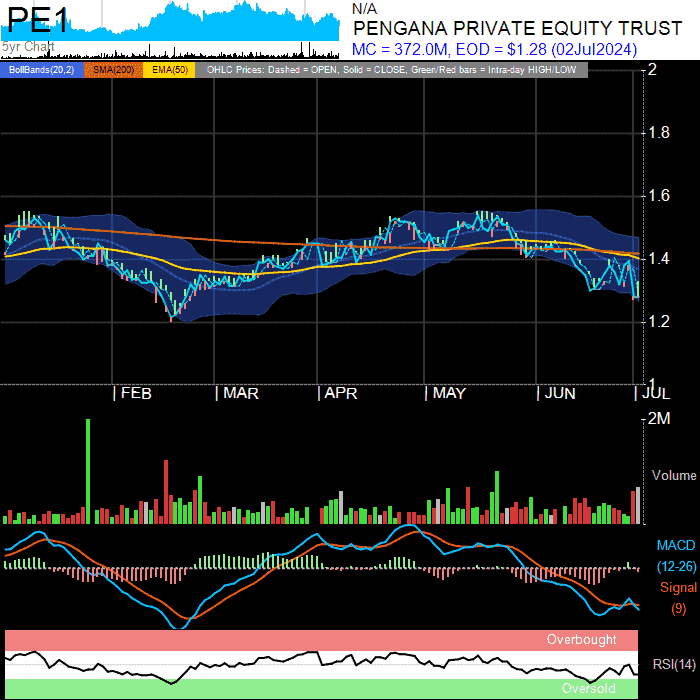 PE1
5yr Chart
N/A
PENGANA PRIVATE EQUITY TRUST
MC = 372.0M, EOD = $1.28 (02Jul2024)
BollBands(20,2) SMA(200) EMA(50) OHLC Prices: Dashed = OPEN, Solid = CLOSE, Green/Red bars = Intra-day HIGH/LOW
2
1.8
1.6
1.4
1.2
1
FEB MAR APR MAY JUN JUL
2M
Volume
MACD
(12-26)
Signal
(9)
Overbought
RSI(14)
Oversold